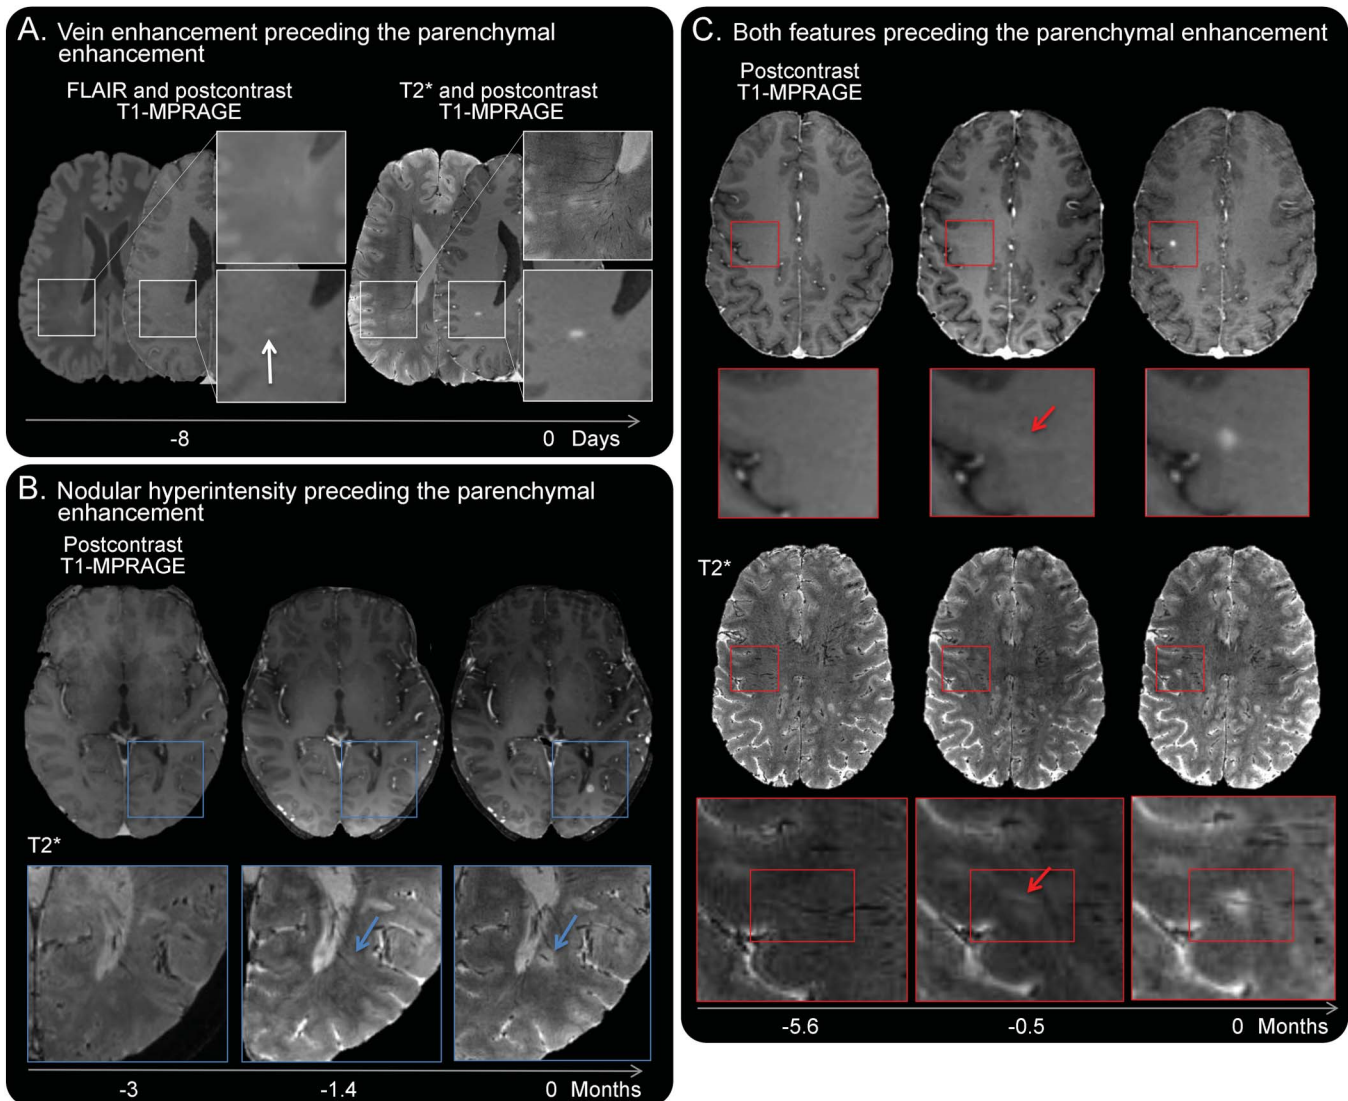 A. Vein enhancement preceding the parenchymal
enhancement
FLAIR and postcontrast
T1-MPRAGE
T2* and postcontrast
T1-MPRAGE
-8
0 Days
B. Nodular hyperintensity preceding the parenchymal
enhancement
Postcontrast
T1-MPRAGE
T2*
-3
-1.4
0 Months
C. Both features preceding the parenchymal enhancement
Postcontrast
T1-MPRAGE
T2*
-5.6
-0.5
0 Months